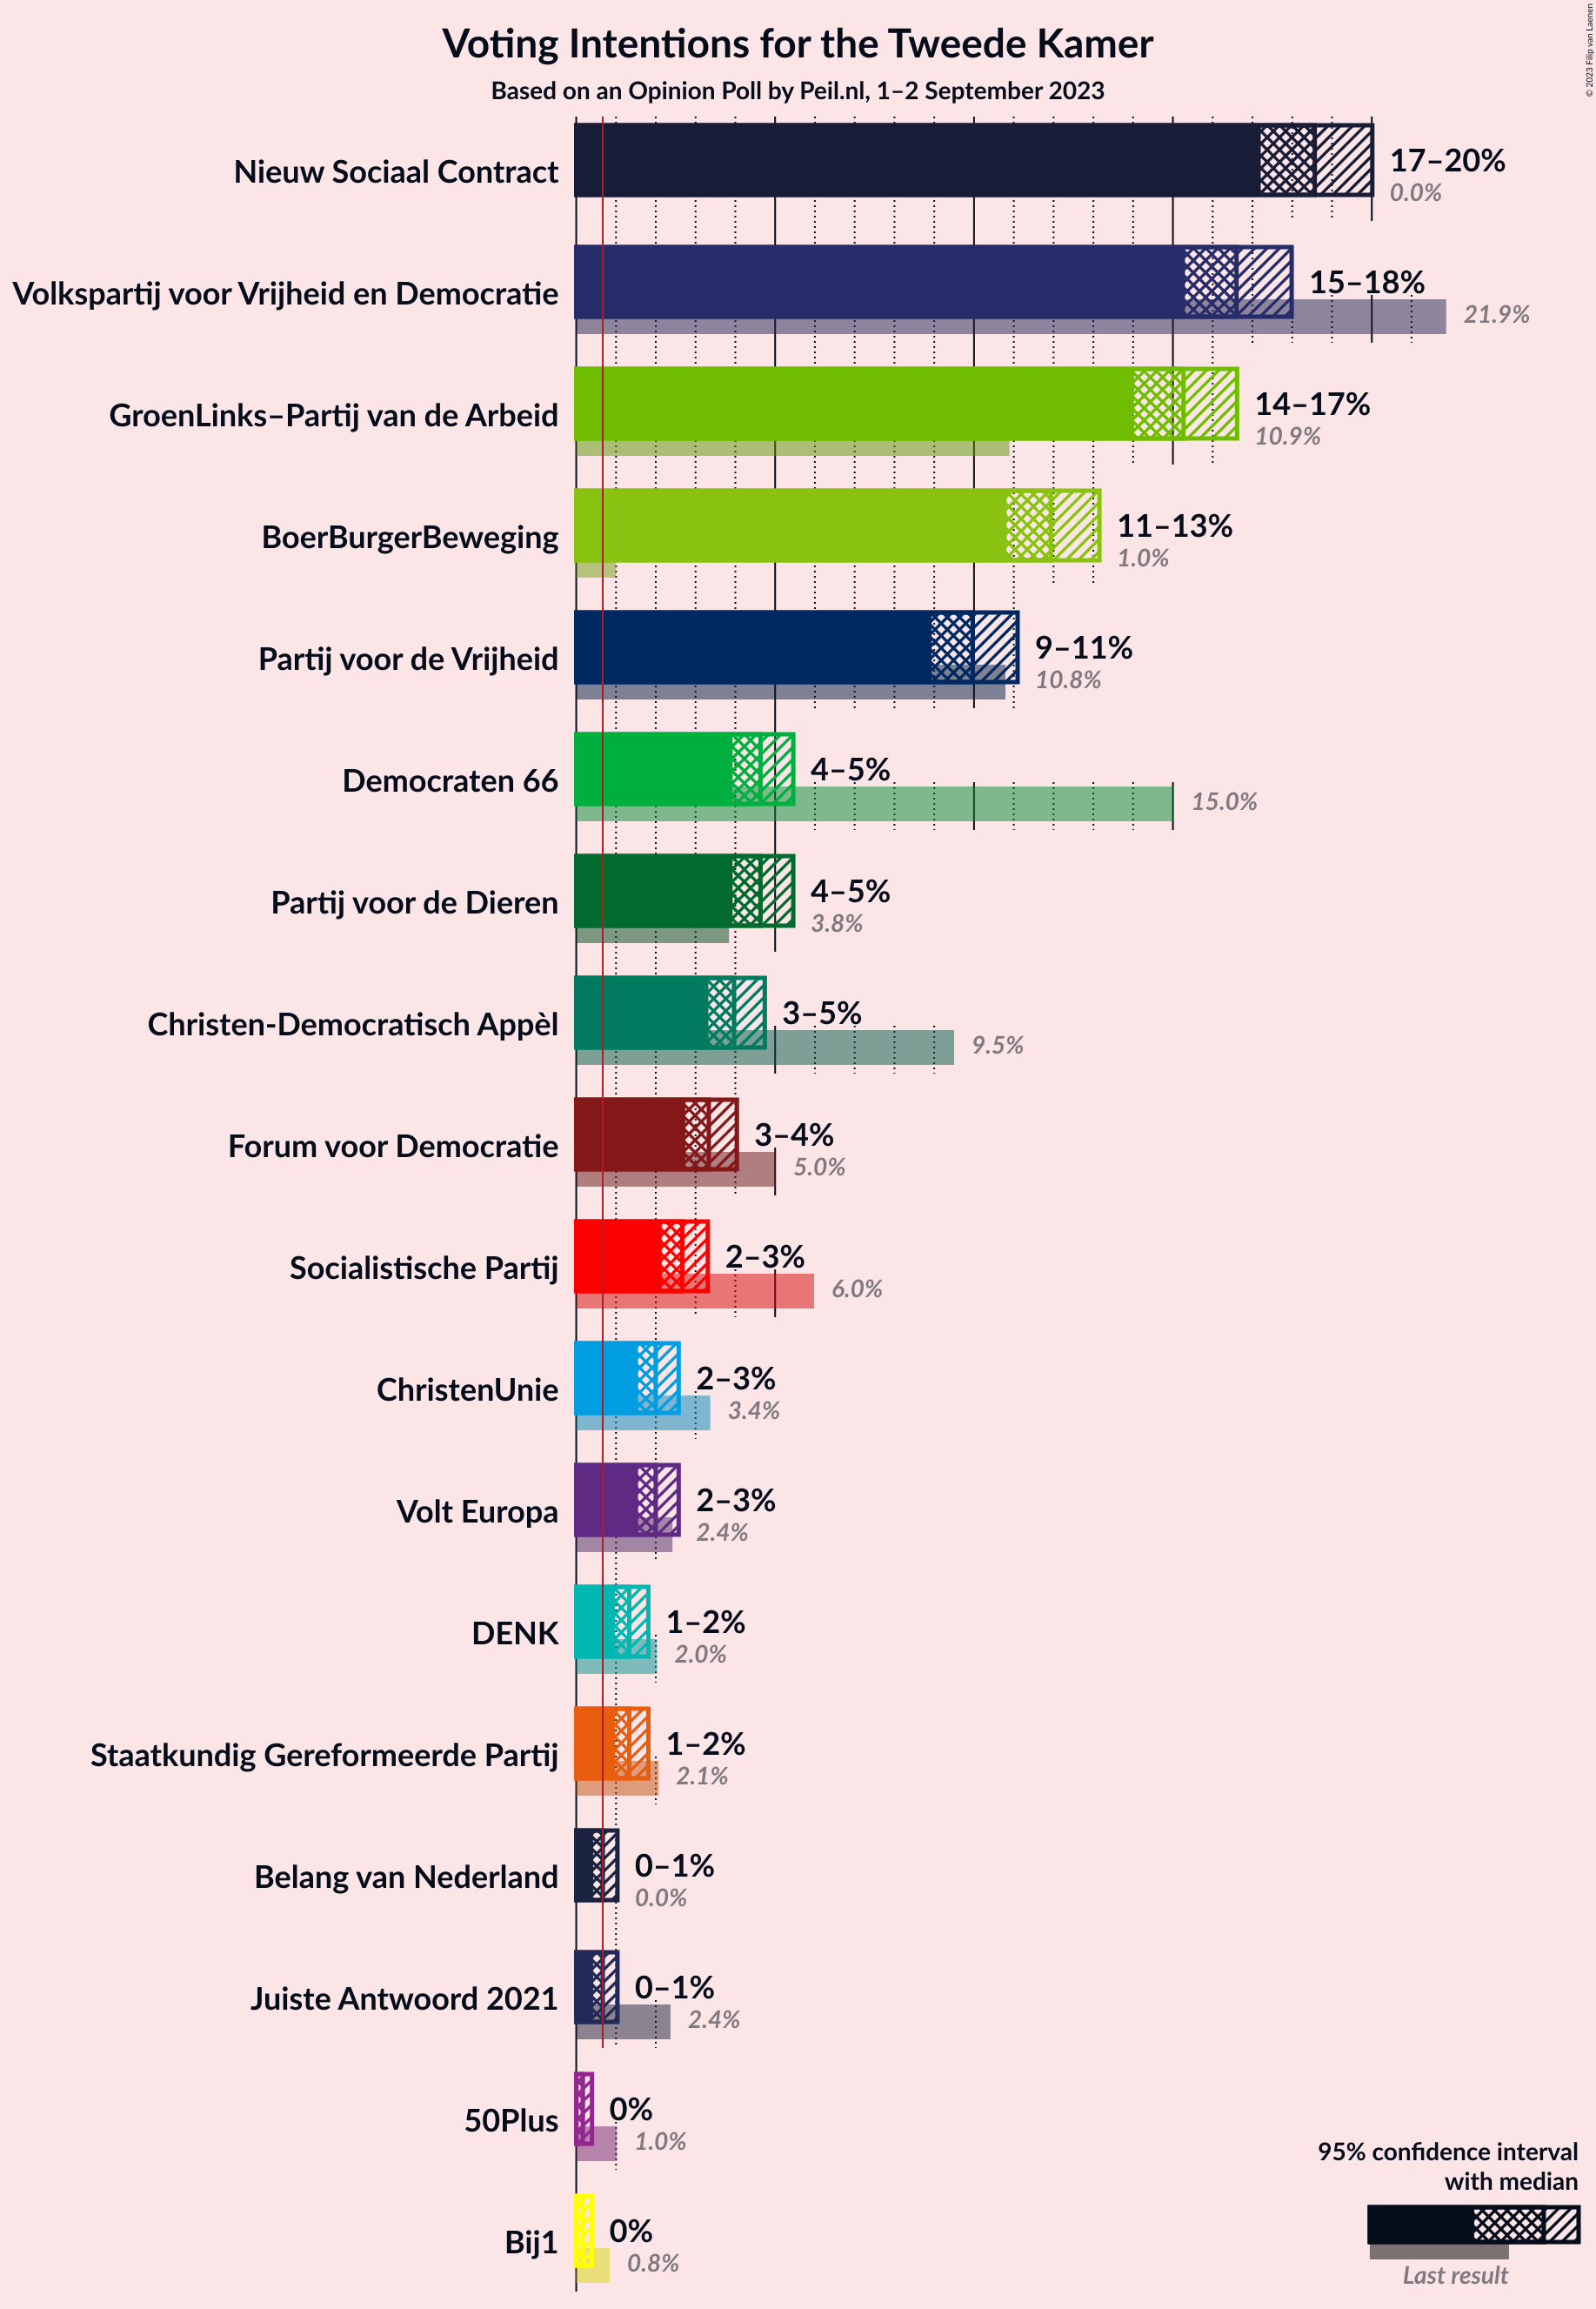 Voting Intentions for the Tweede Kamer
Based on an Opinion Poll by Peil.nl, 1–2 September 2023
© 2023 Filip van Laenen
Nieuw Sociaal Contract
17–20%
0.0%
Volkspartij voor Vrijheid en Democratie
15–18%
21.9%
GroenLinks–Partij van de Arbeid
14–17%
10.9%
BoerBurgerBeweging
11–13%
1.0%
Partij voor de Vrijheid
9–11%
10.8%
Democraten 66
4–5%
15.0%
Partij voor de Dieren
4–5%
3.8%
Christen-Democratisch Appèl
3–5%
9.5%
Forum voor Democratie
3–4%
5.0%
Socialistische Partij
2–3%
6.0%
ChristenUnie
2–3%
3.4%
Volt Europa
2–3%
2.4%
DENK
1–2%
2.0%
Staatkundig Gereformeerde Partij
1–2%
2.1%
Belang van Nederland
0–1%
0.0%
Juiste Antwoord 2021
0–1%
2.4%
50Plus
0%
1.0%
Bij1
0%
0.8%
95% confidence interval
with median
Last result